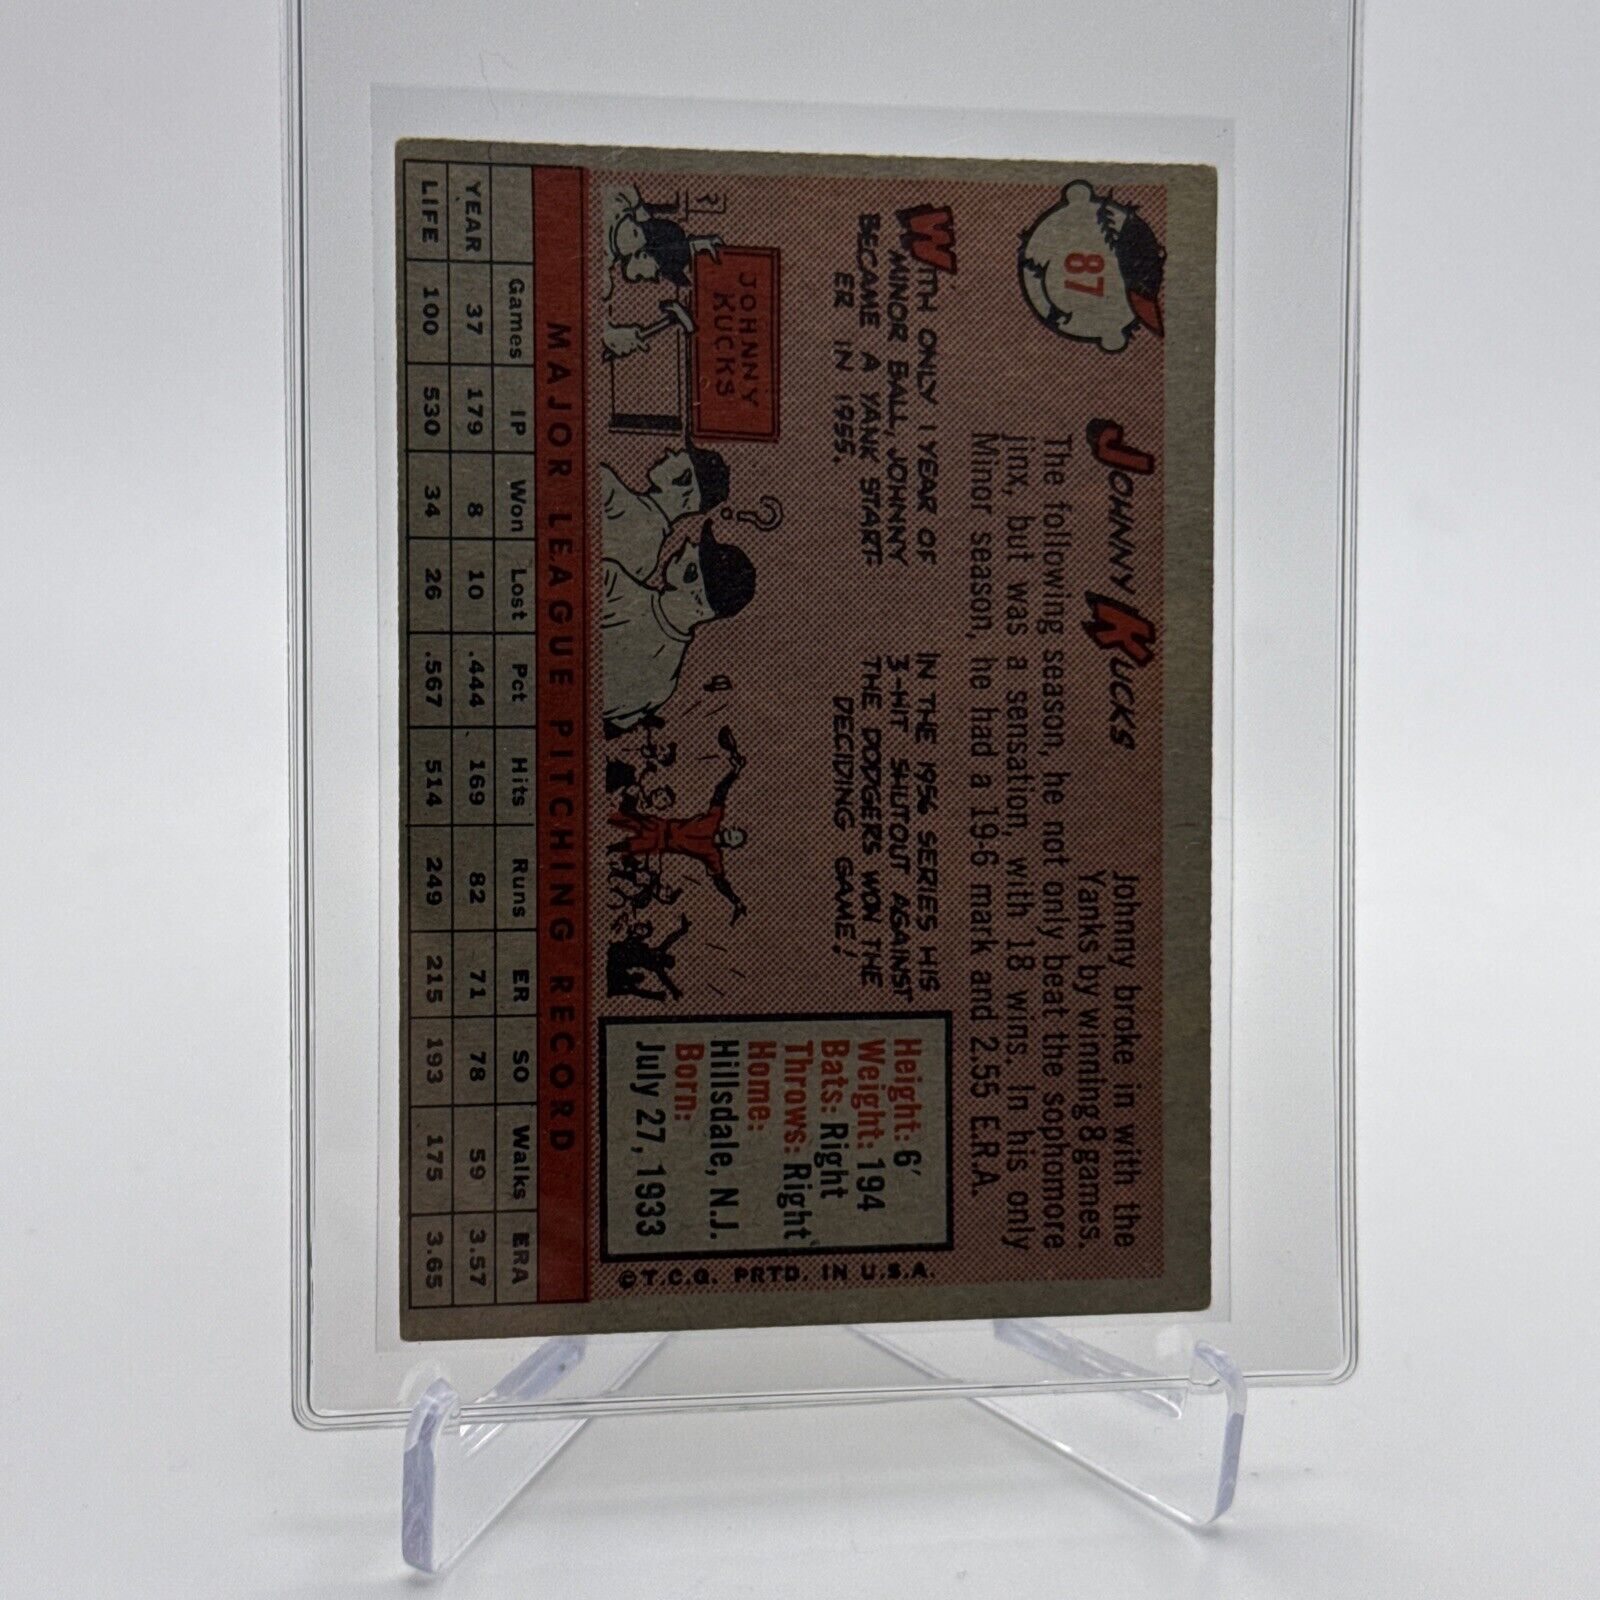 87
JOHNNY KUCKS
Johnny broke in with the
Yanks by winning 8 games.
The following season, he not only beat the sophomore
jinx, but was a sensation, with 18 wins. In his only
Minor season, he had a 19-6 mark and 2.55 E.R.A.
WITH ONLY 1 YEAR OF
MINOR BALL, JOHNNY
BECAME A YANK START-
ER IN 1955.
JOHNNY
KUCKS
?
IN THE 1956 SERIES HIS
3-HIT SHUTOUT AGAINST
THE DODGERS WON THE
DECIDING GAME!
Height: 6'
Weight: 194
Bats: Right
Throws: Right
Home:
Hillsdale, N.J.
Born:
July 27, 1933
©T.C.G. PRTD. IN U.S.A.
MAJOR LEAGUE PITCHING RECORD
Games IP Won Lost Pct Hits Runs ER SO Walks ERA
YEAR 37 179 8 10 .444 169 82 71 78 59 3.57
LIFE 100 530 34 26 .567 514 249 215 193 175 3.65